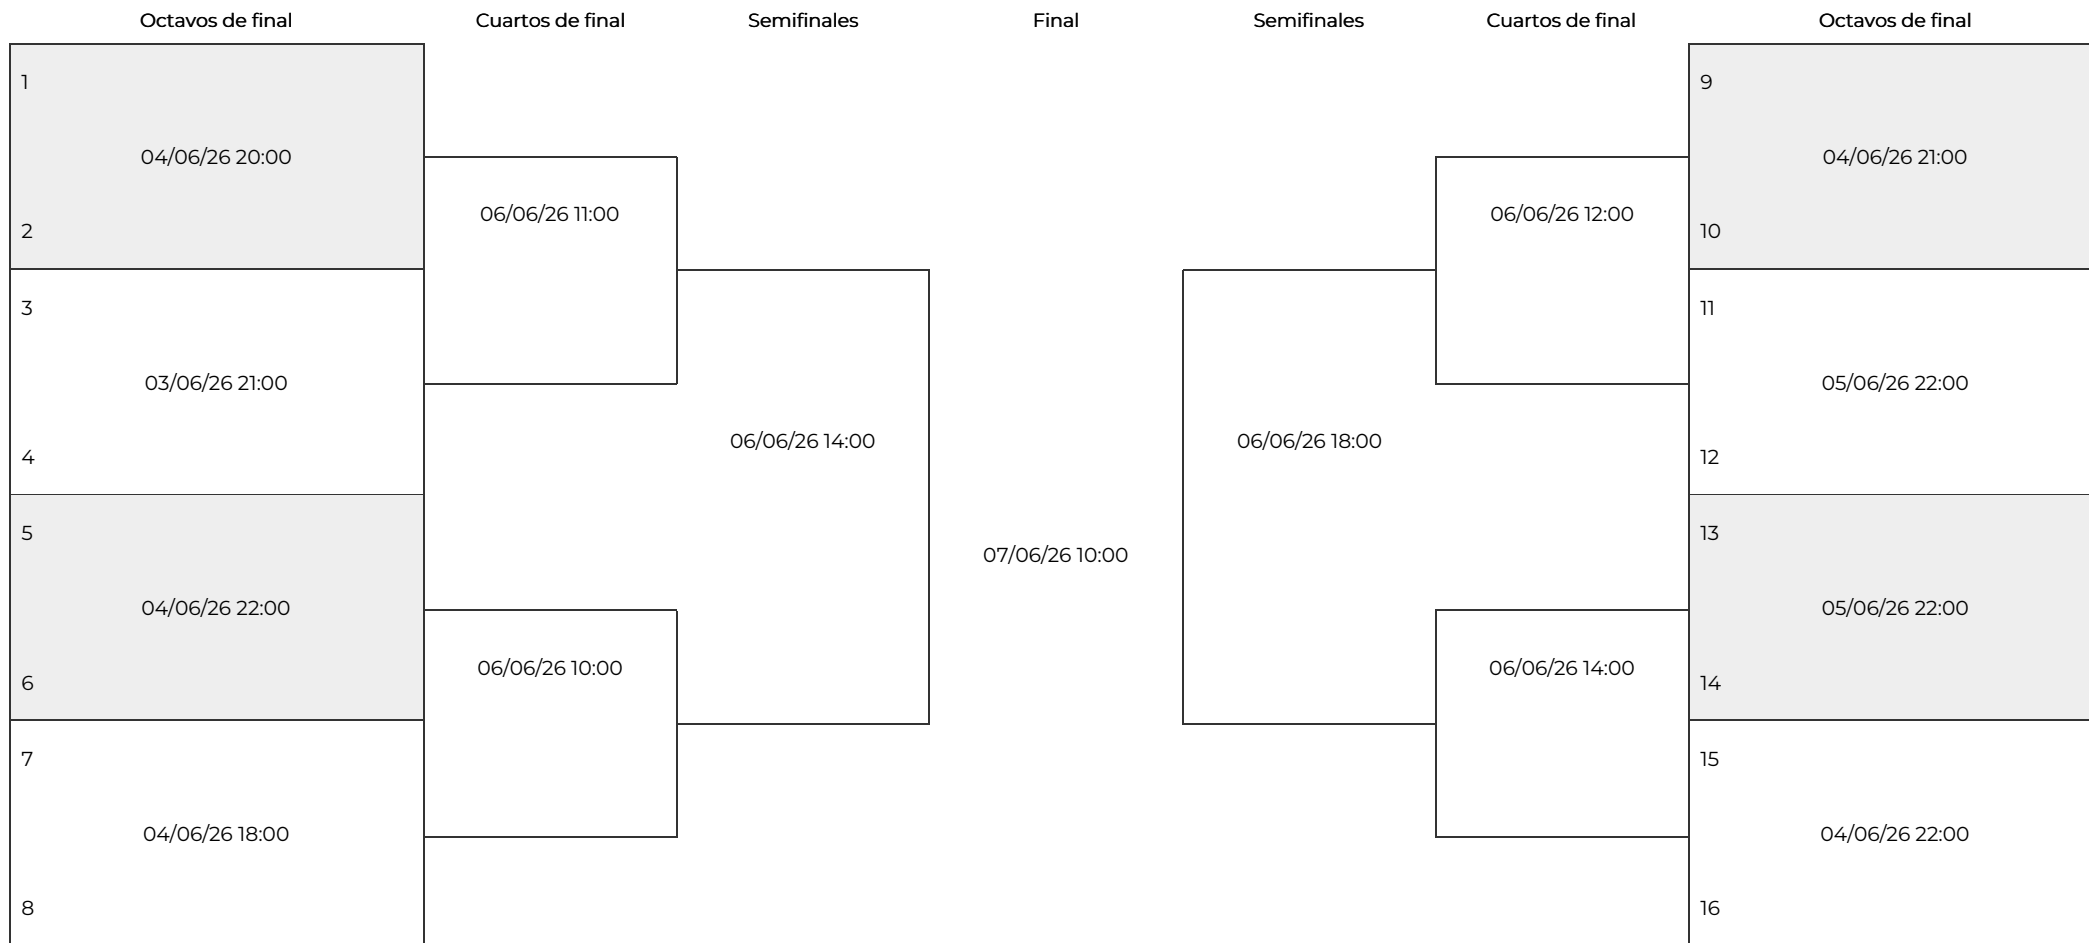 Octavos de final Cuartos de final Semifinales Final Semifinales Cuartos de final Octavos de final
1 9
04/06/26 20:00 04/06/26 21:00
06/06/26 11:00 06/06/26 12:00
2 10
3 11
03/06/26 21:00 05/06/26 22:00
06/06/26 14:00 06/06/26 18:00
4 12
5 13
07/06/26 10:00
04/06/26 22:00 05/06/26 22:00
06/06/26 10:00 06/06/26 14:00
6 14
7 15
04/06/26 18:00 04/06/26 22:00
8 16